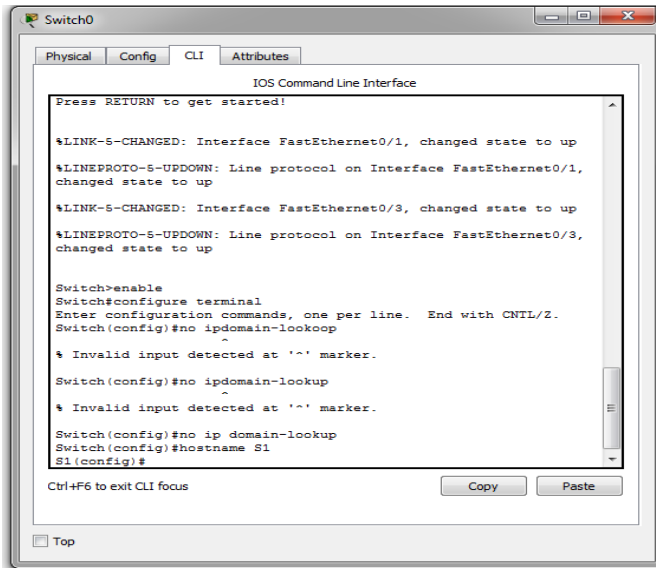 Switch0
Physical Config CLI Attributes
IOS Command Line Interface
Press RETURN to get started!
%LINK-5-CHANGED: Interface FastEthernet0/1, changed state to up
%LINEPROTO-5-UPDOWN: Line protocol on Interface FastEthernet0/1,
changed state to up
%LINK-5-CHANGED: Interface FastEthernet0/3, changed state to up
%LINEPROTO-5-UPDOWN: Line protocol on Interface FastEthernet0/3,
changed state to up
Switch>enable
Switch#configure terminal
Enter configuration commands, one per line.  End with CNTL/Z.
Switch(config)#no ipdomain-lookoop
^
% Invalid input detected at '^' marker.
Switch(config)#no ipdomain-lookup
^
% Invalid input detected at '^' marker.
Switch(config)#no ip domain-lookup
Switch(config)#hostname S1
S1(config)#
Ctrl+F6 to exit CLI focus
Copy Paste
Top